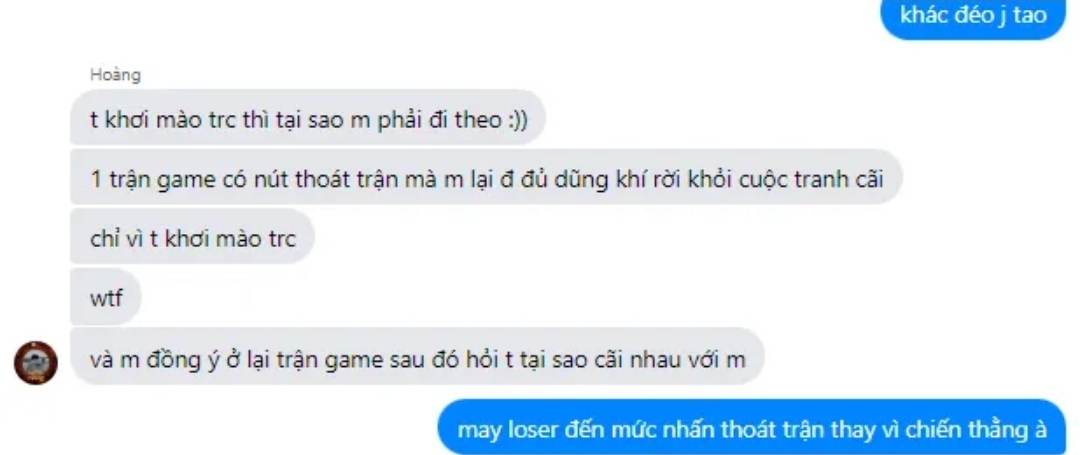 khác đéo j tao
Hoàng
t khơi mào trc thì tại sao m phải đi theo :))
1 trận game có nút thoát trận mà m lại đ đủ dũng khí rời khỏi cuộc tranh cãi
chỉ vì t khơi mào trc
wtf
và m đồng ý ở lại trận game sau đó hỏi t tại sao cãi nhau với m
may loser đến mức nhấn thoát trận thay vì chiến thằng à